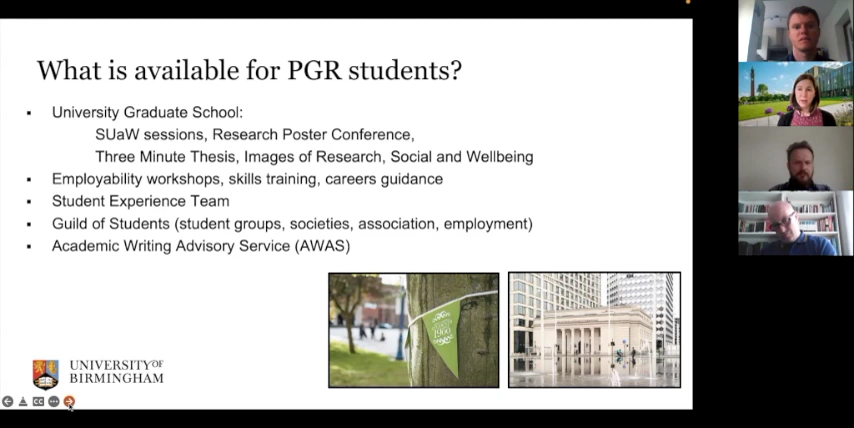 What is available for PGR students?
▪ University Graduate School:
SUaW sessions, Research Poster Conference,
Three Minute Thesis, Images of Research, Social and Wellbeing
▪ Employability workshops, skills training, careers guidance
▪ Student Experience Team
▪ Guild of Students (student groups, societies, association, employment)
▪ Academic Writing Advisory Service (AWAS)
1900
UNIVERSITY OF
BIRMINGHAM
CC